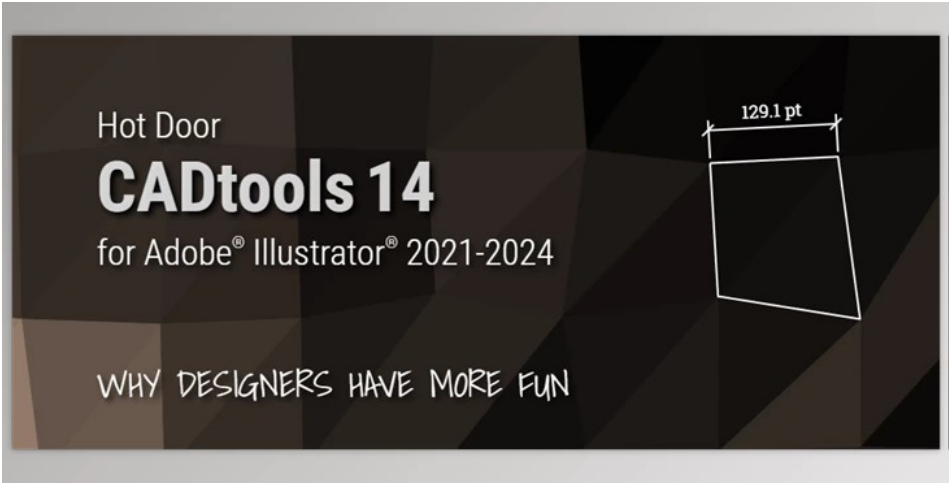 Hot Door
CADtools 14
for Adobe® Illustrator® 2021-2024
WHY DESIGNERS HAVE MORE FUN
129.1 pt